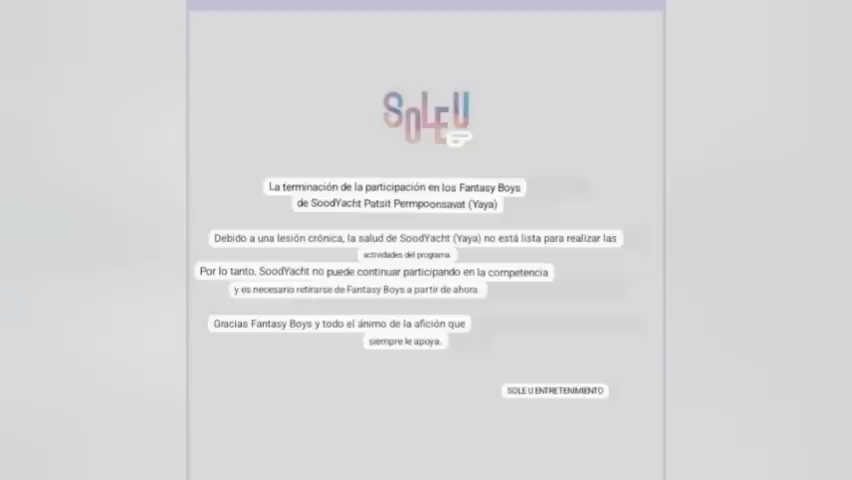 SOLE U
La terminación de la participación en los Fantasy Boys
de SoodYacht Patsit Permpoonsavat (Yaya)
Debido a una lesión crónica, la salud de SoodYacht (Yaya) no está lista para realizar las
actividades del programa.
Por lo tanto, SoodYacht no puede continuar participando en la competencia
y es necesario retirarse de Fantasy Boys a partir de ahora.
Gracias Fantasy Boys y todo el ánimo de la afición que
siempre le apoya.
SOLE U ENTRETENIMIENTO